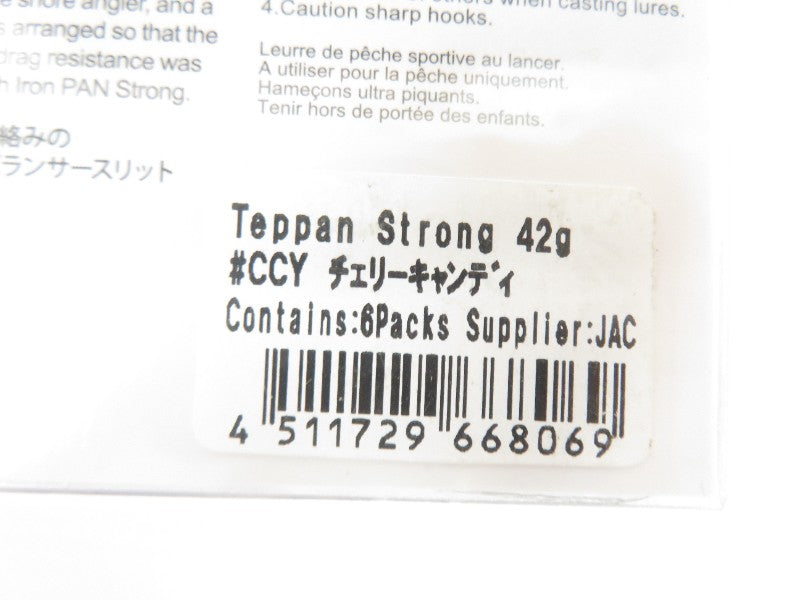 shore angler, and a
arranged so that the
drag resistance was
Iron PAN Strong.
絡みの
ランサースリット
when casting lures.
4.Caution sharp hooks.
Leurre de pêche sportive au lancer.
A utiliser pour la pêche uniquement.
Hameçons ultra piquants.
Tenir hors de portée des enfants.
Teppan Strong 42g
#CCY チェリーキャンディ
Contains:6Packs Supplier:JAC
4 511729 668069